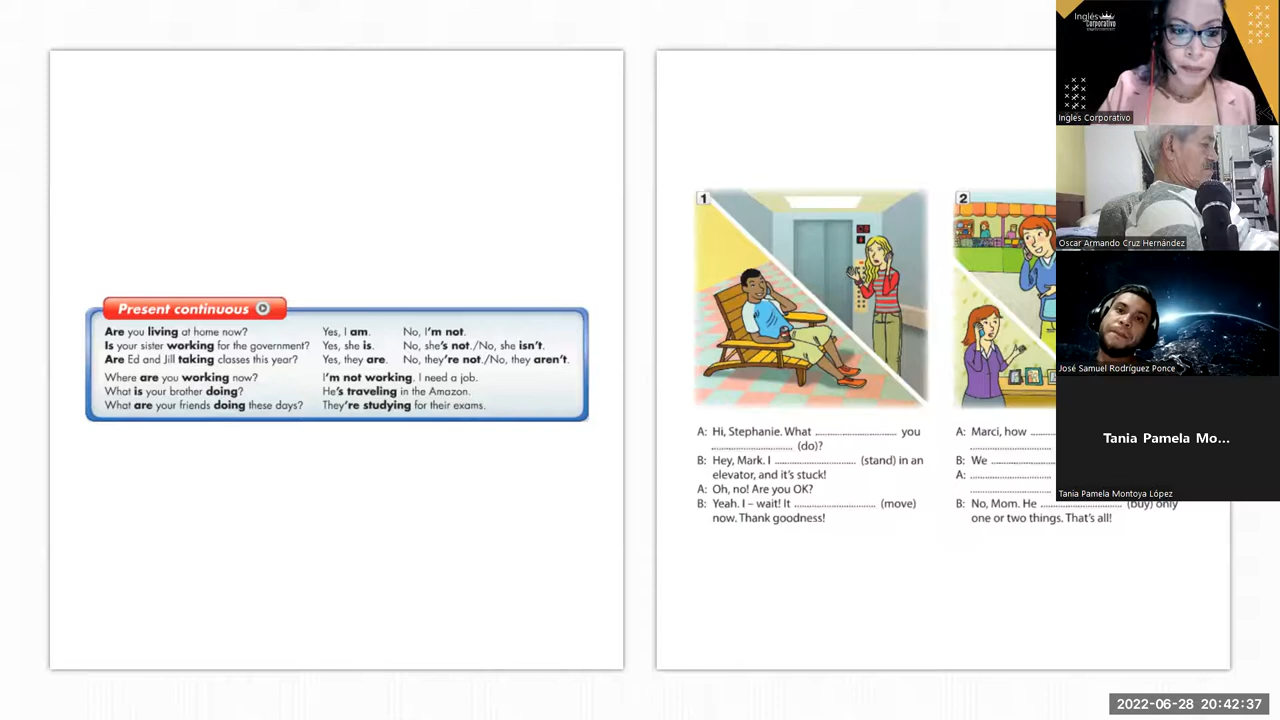 Present continuous
Are you living at home now? Yes, I am. No, I'm not.
Is your sister working for the government? Yes, she is. No, she's not./No, she isn't.
Are Ed and Jill taking classes this year? Yes, they are. No, they're not./No, they aren't.
Where are you working now? I'm not working. I need a job.
What is your brother doing? He's traveling in the Amazon.
What are your friends doing these days? They're studying for their exams.
1
A: Hi, Stephanie. What ............................ you
............................ (do)?
B: Hey, Mark. I ............................ (stand) in an
elevator, and it's stuck!
A: Oh, no! Are you OK?
B: Yeah. I – wait! It ............................ (move)
now. Thank goodness!
2
A: Marci, how ........
............................
B: We ....................
A: ............................
............................
B: No, Mom. He ............................ (buy) only
one or two things. That's all!
Inglés
Corporativo
Inglés Corporativo
Oscar Armando Cruz Hernández
José Samuel Rodríguez Ponce
Tania Pamela Mo...
Tania Pamela Montoya López
2022-06-28 20:42:37